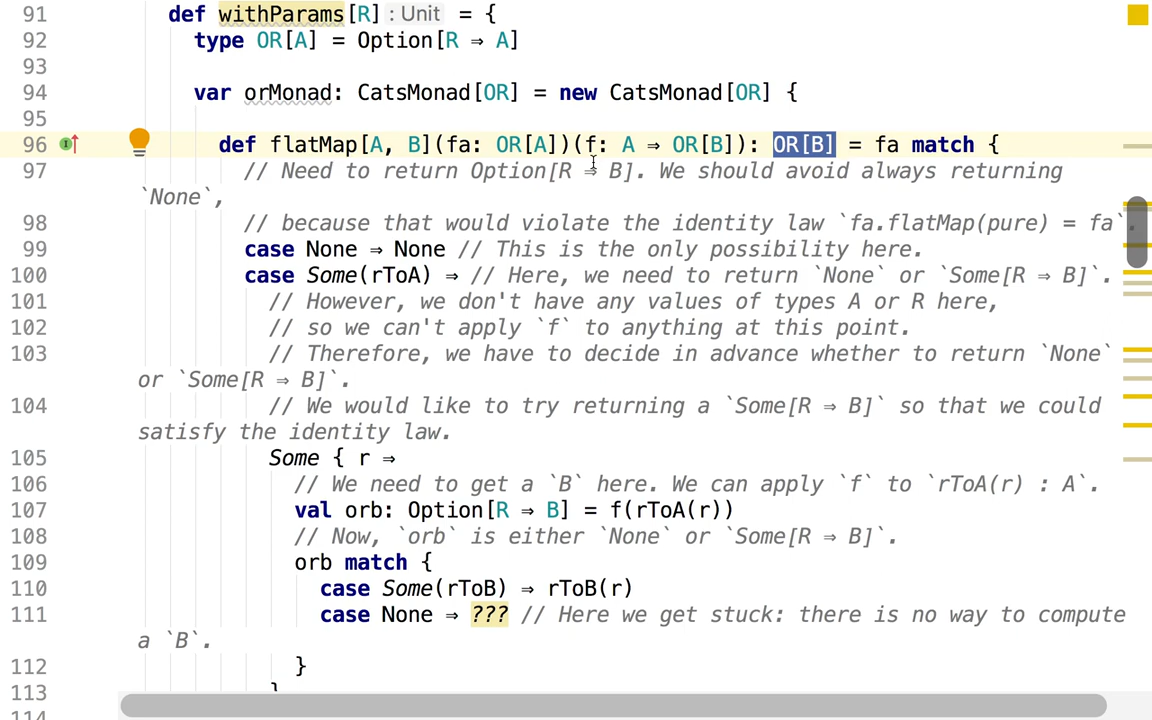 91 def withParams[R] : Unit = {
92 type OR[A] = Option[R ⇒ A]
93
94 var orMonad: CatsMonad[OR] = new CatsMonad[OR] {
95
96 def flatMap[A, B](fa: OR[A])(f: A ⇒ OR[B]): OR[B] = fa match {
97 // Need to return Option[R ⇒ B]. We should avoid always returning
`None`,
98 // because that would violate the identity law `fa.flatMap(pure) = fa`.
99 case None ⇒ None // This is the only possibility here.
100 case Some(rToA) ⇒ // Here, we need to return `None` or `Some[R ⇒ B]`.
101 // However, we don't have any values of types A or R here,
102 // so we can't apply `f` to anything at this point.
103 // Therefore, we have to decide in advance whether to return `None`
or `Some[R ⇒ B]`.
104 // We would like to try returning a `Some[R ⇒ B]` so that we could
satisfy the identity law.
105 Some { r ⇒
106 // We need to get a `B` here. We can apply `f` to `rToA(r) : A`.
107 val orb: Option[R ⇒ B] = f(rToA(r))
108 // Now, `orb` is either `None` or `Some[R ⇒ B]`.
109 orb match {
110 case Some(rToB) ⇒ rToB(r)
111 case None ⇒ ??? // Here we get stuck: there is no way to compute
a `B`.
112 }
113 }
114